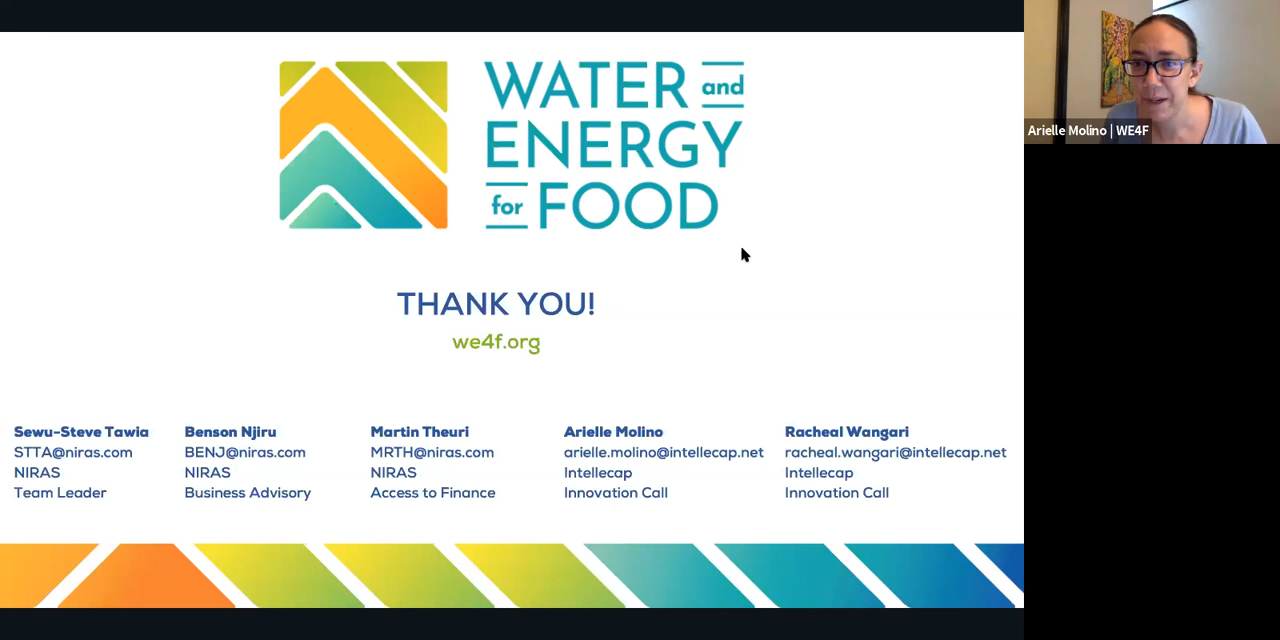 WATER and
ENERGY
for FOOD
THANK YOU!
we4f.org
Sewu-Steve Tawia
STTA@niras.com
NIRAS
Team Leader
Benson Njiru
BENJ@niras.com
NIRAS
Business Advisory
Martin Theuri
MRTH@niras.com
NIRAS
Access to Finance
Arielle Molino
arielle.molino@intellecap.net
Intellecap
Innovation Call
Racheal Wangari
racheal.wangari@intellecap.net
Intellecap
Innovation Call
Arielle Molino | WE4F